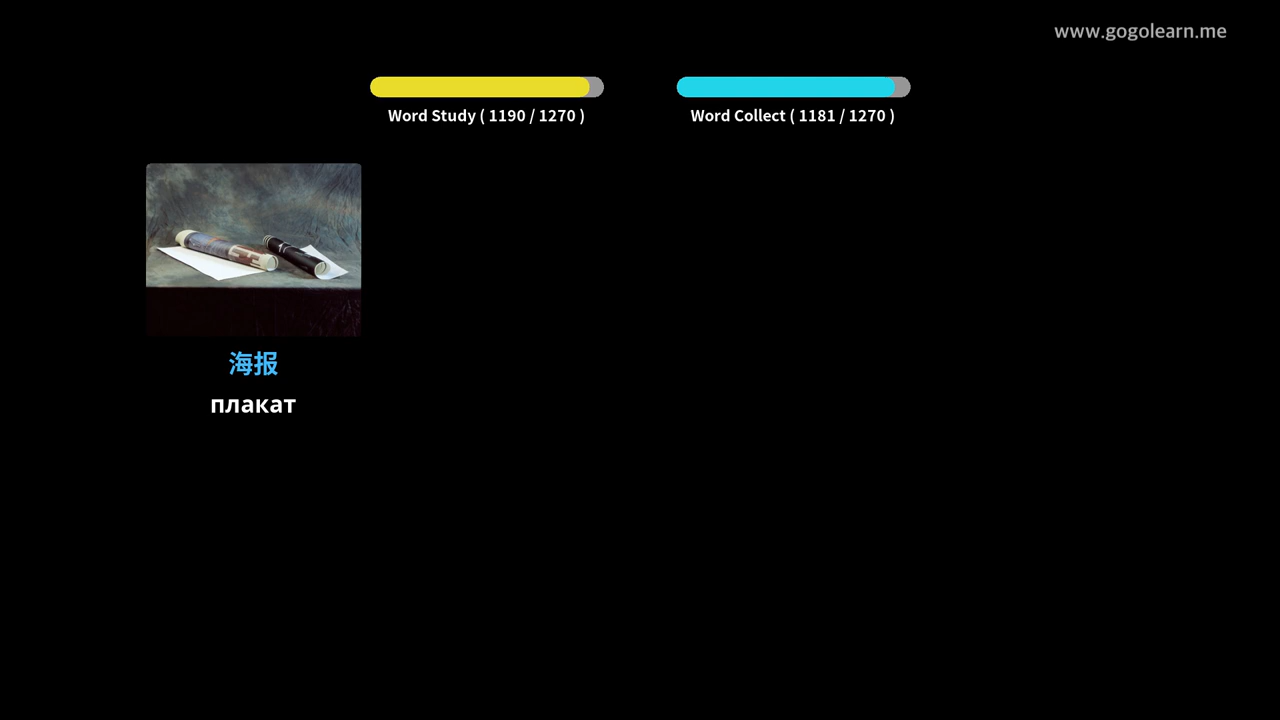 www.gogolearn.me
Word Study ( 1190 / 1270 )
Word Collect ( 1181 / 1270 )
海报
плакат